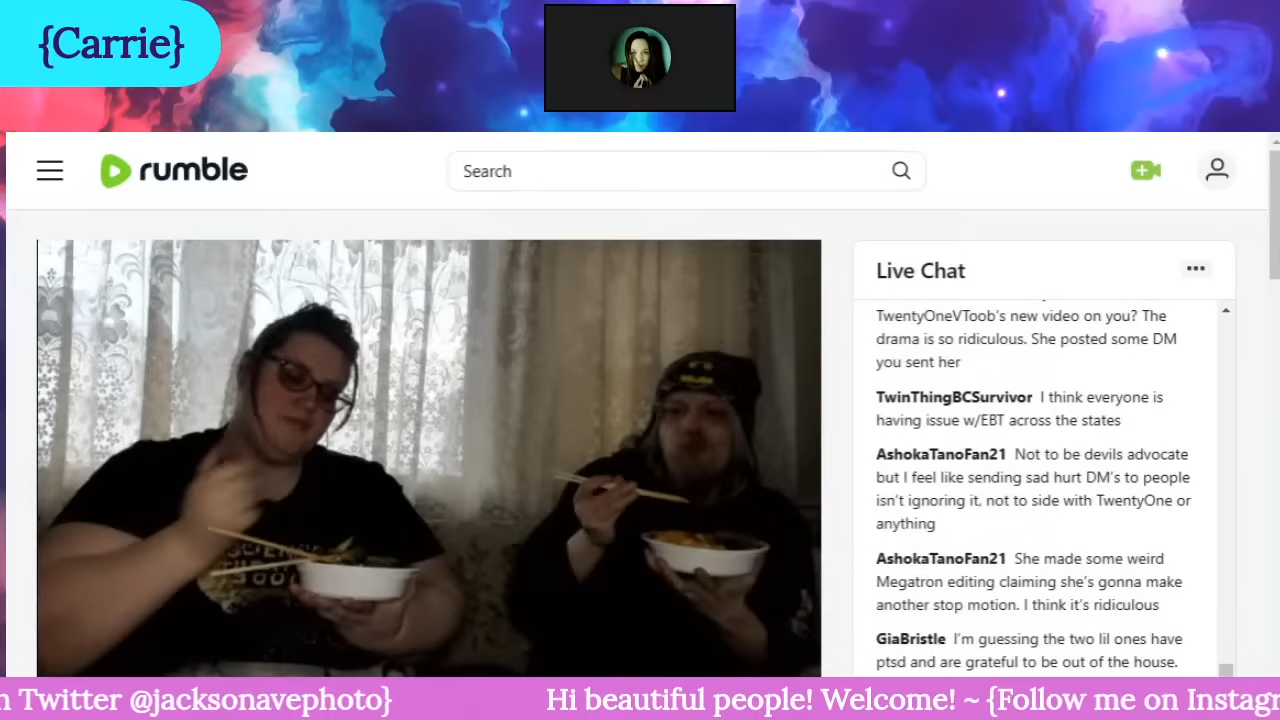 {Carrie}
rumble
Search
Live Chat
TwentyOneVToob's new video on you? The
drama is so ridiculous. She posted some DM
you sent her
TwinThingBCSurvivor I think everyone is
having issue w/EBT across the states
AshokaTanoFan21 Not to be devils advocate
but I feel like sending sad hurt DM's to people
isn't ignoring it, not to side with TwentyOne or
anything
AshokaTanoFan21 She made some weird
Megatron editing claiming she's gonna make
another stop motion. I think it's ridiculous
GiaBristle I'm guessing the two lil ones have
ptsd and are grateful to be out of the house.
n Twitter @jacksonavephoto} Hi beautiful people! Welcome! ~ {Follow me on Instagr